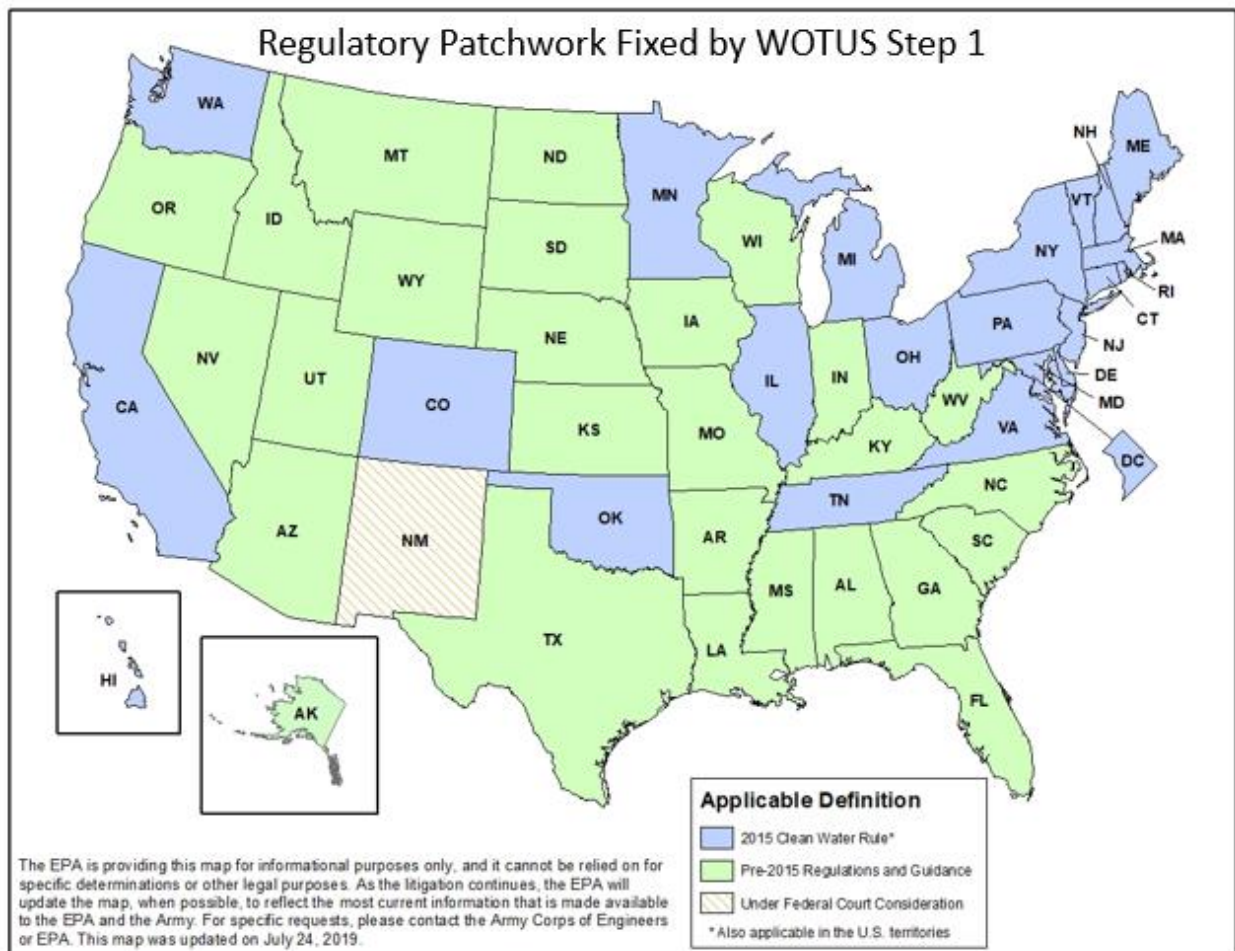 Regulatory Patchwork Fixed by WOTUS Step 1
WA
MT
ND
MN
NH
ME
VT
OR
ID
SD
WI
MI
NY
MA
RI
CT
WY
IA
PA
NJ
NE
NV
UT
CO
IL
IN
OH
DE
MD
WV
CA
KS
MO
KY
VA
DC
TN
NC
AZ
NM
OK
AR
SC
MS
AL
GA
TX
LA
FL
HI
AK
Applicable Definition
2015 Clean Water Rule*
Pre-2015 Regulations and Guidance
Under Federal Court Consideration
*Also applicable in the U.S. territories
The EPA is providing this map for informational purposes only, and it cannot be relied on for
specific determinations or other legal purposes. As the litigation continues, the EPA will
update the map, when possible, to reflect the most current information that is made available
to the EPA and the Army. For specific requests, please contact the Army Corps of Engineers
or EPA. This map was updated on July 24, 2019.